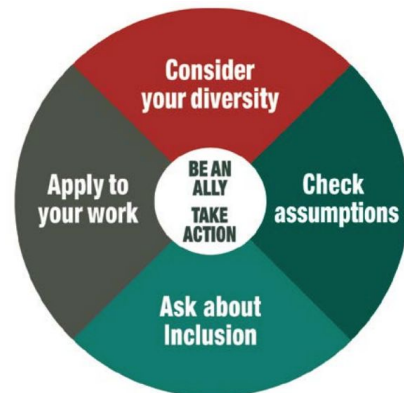 Consider
your diversity
Check
assumptions
Ask about
Inclusion
Apply to
your work
BE AN
ALLY
TAKE
ACTION